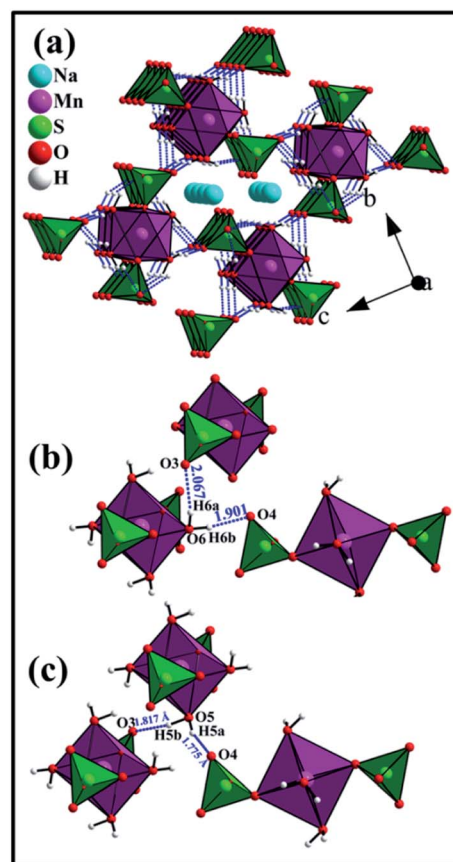 (a)
Na
Mn
S
O
H
b
a
c
(b)
O3
2.067
H6a
1.901
O4
O6
H6b
(c)
O3
1.817 Å
O5
H5b
H5a
1.775 Å
O4